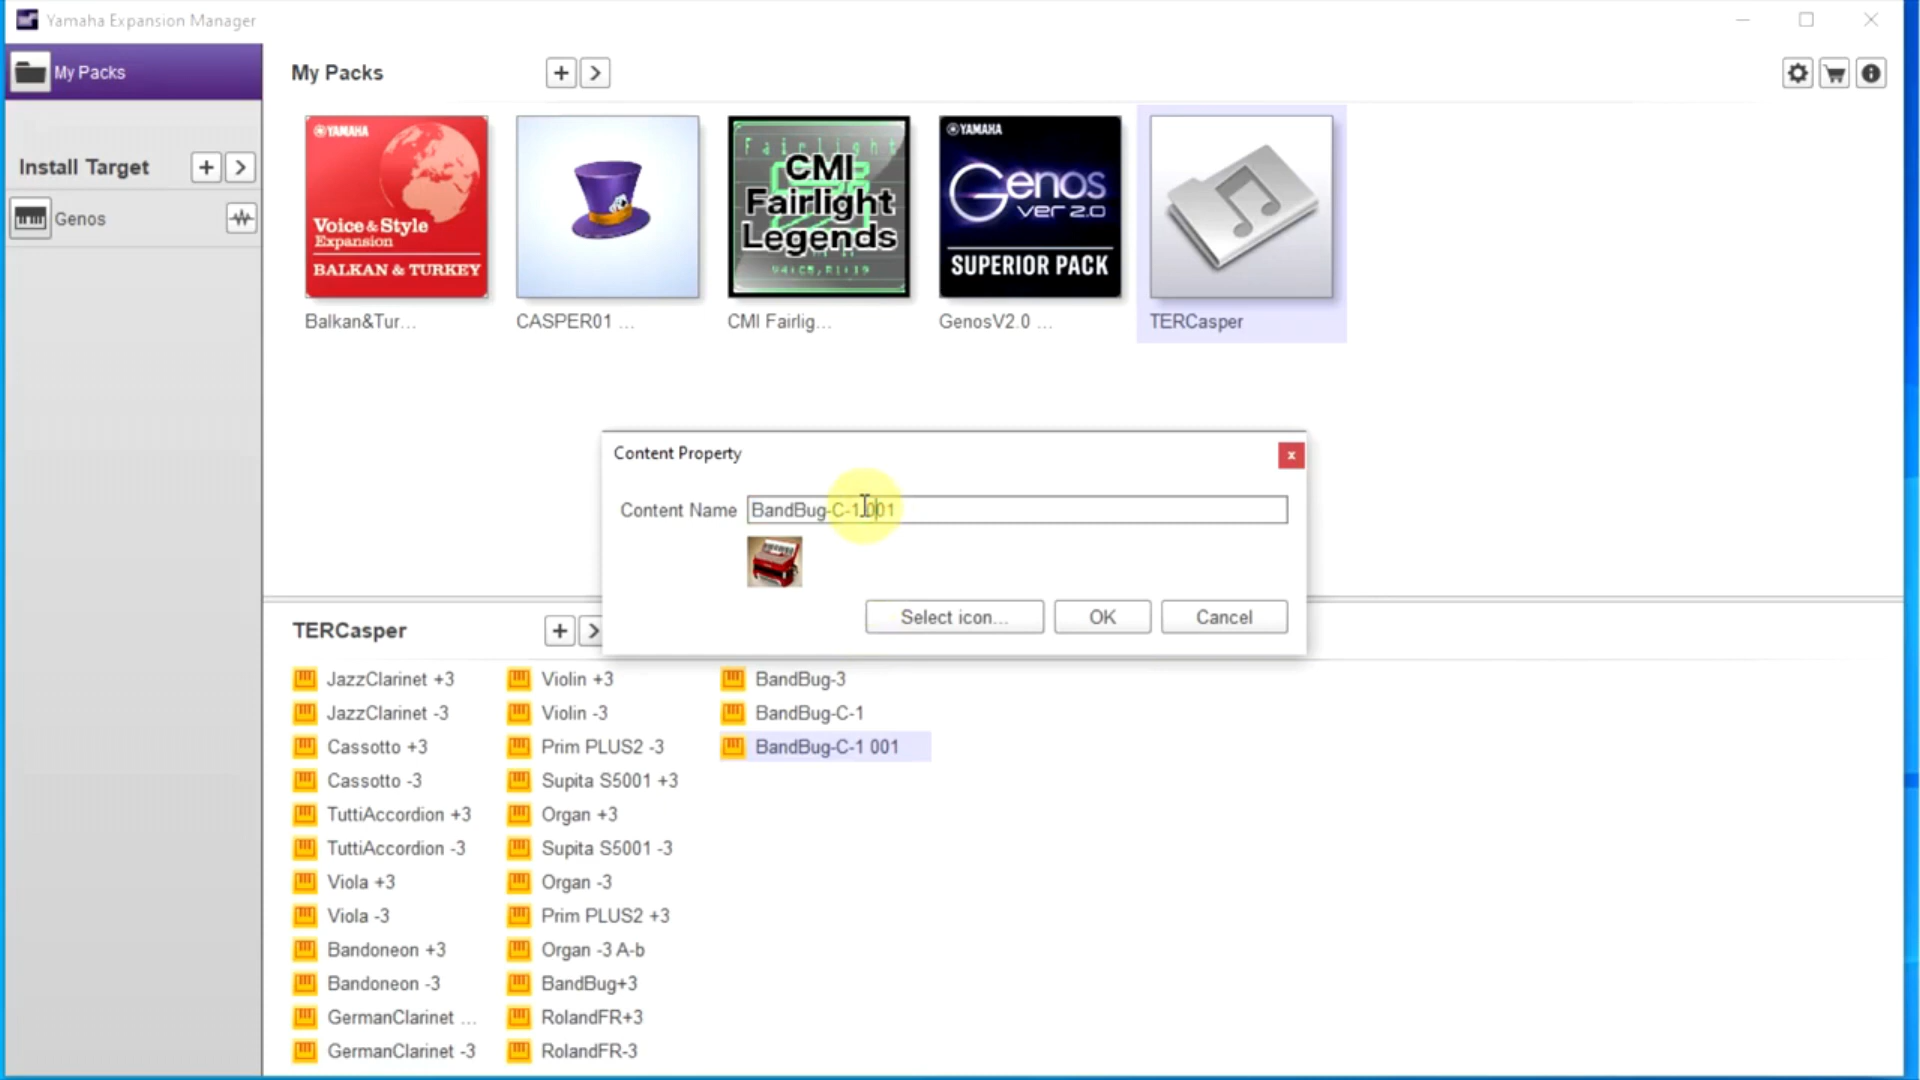 Yamaha Expansion Manager
My Packs
My Packs
Install Target
Genos
YAMAHA
Voice & Style
Expansion
BALKAN & TURKEY
Balkan&Tur...
CASPER01 ...
Fairlight
CMI
Fairlight
Legends
CMI Fairlig...
YAMAHA
Genos
ver 2.0
SUPERIOR PACK
GenosV2.0 ...
TERCasper
Content Property
x
Content Name
BandBug-C-1 001
Select icon...
OK
Cancel
TERCasper
JazzClarinet +3
JazzClarinet -3
Cassotto +3
Cassotto -3
TuttiAccordion +3
TuttiAccordion -3
Viola +3
Viola -3
Bandoneon +3
Bandoneon -3
GermanClarinet ...
GermanClarinet -3
Violin +3
Violin -3
Prim PLUS2 -3
Supita S5001 +3
Organ +3
Supita S5001 -3
Organ -3
Prim PLUS2 +3
Organ -3 A-b
BandBug+3
RolandFR+3
RolandFR-3
BandBug-3
BandBug-C-1
BandBug-C-1 001